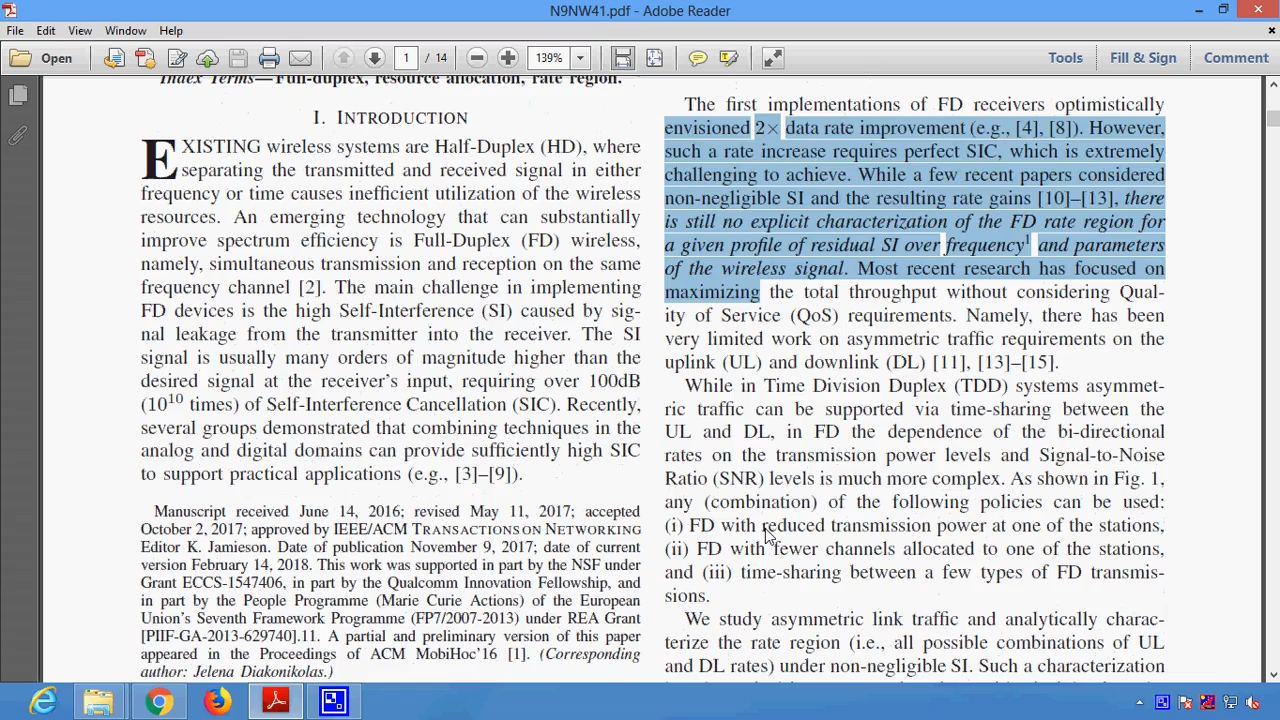 N9NW41.pdf - Adobe Reader
File Edit View Window Help
Open 1 / 14 139% Tools Fill & Sign Comment
Index Terms—Full-duplex, resource allocation, rate region.
I. INTRODUCTION
EXISTING wireless systems are Half-Duplex (HD), where
separating the transmitted and received signal in either
frequency or time causes inefficient utilization of the wireless
resources. An emerging technology that can substantially
improve spectrum efficiency is Full-Duplex (FD) wireless,
namely, simultaneous transmission and reception on the same
frequency channel [2]. The main challenge in implementing
FD devices is the high Self-Interference (SI) caused by sig-
nal leakage from the transmitter into the receiver. The SI
signal is usually many orders of magnitude higher than the
desired signal at the receiver's input, requiring over 100dB
(10¹⁰ times) of Self-Interference Cancellation (SIC). Recently,
several groups demonstrated that combining techniques in the
analog and digital domains can provide sufficiently high SIC
to support practical applications (e.g., [3]–[9]).
Manuscript received June 14, 2016; revised May 11, 2017; accepted
October 2, 2017; approved by IEEE/ACM TRANSACTIONS ON NETWORKING
Editor K. Jamieson. Date of publication November 9, 2017; date of current
version February 14, 2018. This work was supported in part by the NSF under
Grant ECCS-1547406, in part by the Qualcomm Innovation Fellowship, and
in part by the People Programme (Marie Curie Actions) of the European
Union's Seventh Framework Programme (FP7/2007-2013) under REA Grant
[PIIF-GA-2013-629740].11. A partial and preliminary version of this paper
appeared in the Proceedings of ACM MobiHoc'16 [1]. (Corresponding
author: Jelena Diakonikolas.)
The first implementations of FD receivers optimistically
envisioned 2× data rate improvement (e.g., [4], [8]). However,
such a rate increase requires perfect SIC, which is extremely
challenging to achieve. While a few recent papers considered
non-negligible SI and the resulting rate gains [10]–[13], there
is still no explicit characterization of the FD rate region for
a given profile of residual SI over frequency¹ and parameters
of the wireless signal. Most recent research has focused on
maximizing the total throughput without considering Qual-
ity of Service (QoS) requirements. Namely, there has been
very limited work on asymmetric traffic requirements on the
uplink (UL) and downlink (DL) [11], [13]–[15].
While in Time Division Duplex (TDD) systems asymmet-
ric traffic can be supported via time-sharing between the
UL and DL, in FD the dependence of the bi-directional
rates on the transmission power levels and Signal-to-Noise
Ratio (SNR) levels is much more complex. As shown in Fig. 1,
any (combination) of the following policies can be used:
(i) FD with reduced transmission power at one of the stations,
(ii) FD with fewer channels allocated to one of the stations,
and (iii) time-sharing between a few types of FD transmis-
sions.
We study asymmetric link traffic and analytically charac-
terize the rate region (i.e., all possible combinations of UL
and DL rates) under non-negligible SI. Such a characterization